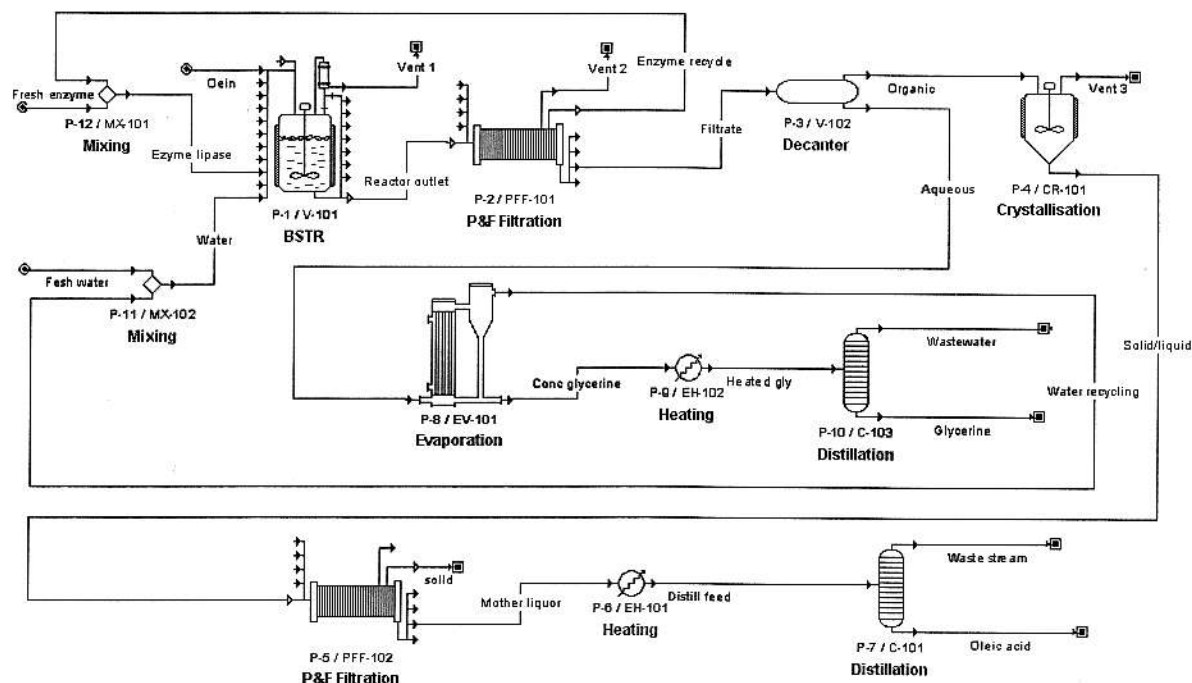 Enzyme recycle
Vent 1
Vent 2
Oein
Fresh enzyme
P-12 / MX-101
Mixing
Ezyme lipase
P-1 / V-101
BSTR
Reactor outlet
P-2 / PFF-101
P&F Filtration
Filtrate
P-3 / V-102
Decanter
Organic
Vent 3
Aqueous
P-4 / CR-101
Crystallisation
Water
Fesh water
P-11 / MX-102
Mixing
P-8 / EV-101
Evaporation
Conc glycerine
P-9 / EH-102
Heating
Heated gly
Wastewater
P-10 / C-103
Distillation
Glycerine
Solid/liquid
Water recycling
solid
P-5 / PFF-102
P&F Filtration
Mother liquor
P-6 / EH-101
Heating
Distill feed
Waste stream
P-7 / C-101
Distillation
Oleic acid